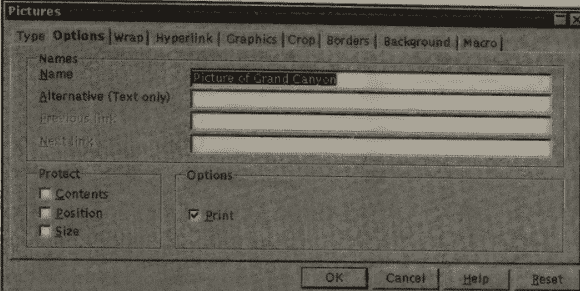 Pictures
Type Options Wrap Hyperlink Graphics Crop Borders Background Macro
Names
Name Picture of Grand Canyon
Alternative (Text only)
Previous link
Next link
Protect
Contents
Position
Size
Options
Print
OK Cancel Help Reset